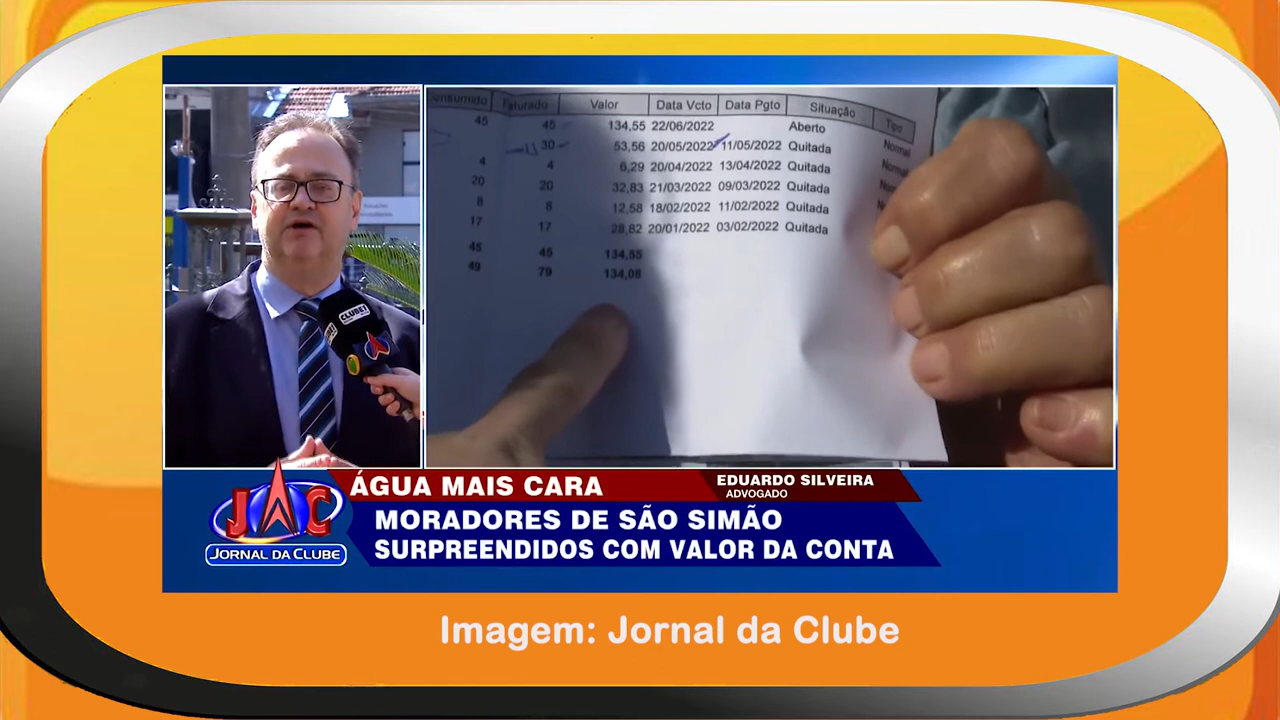 Consumido Faturado Valor Data Vcto Data Pgto Situação Tipo
45 45 134,55 22/06/2022 Aberto Normal
30 53,56 20/05/2022 11/05/2022 Quitada Normal
4 4 6,29 20/04/2022 13/04/2022 Quitada
20 20 32,83 21/03/2022 09/03/2022 Quitada
8 8 12,58 18/02/2022 11/02/2022 Quitada
17 17 28,82 20/01/2022 03/02/2022 Quitada
45 45 134,55
49 79 134,08
CLUBE!
ÁGUA MAIS CARA
EDUARDO SILVEIRA
ADVOGADO
MORADORES DE SÃO SIMÃO
SURPREENDIDOS COM VALOR DA CONTA
JAC
JORNAL DA CLUBE
Imagem: Jornal da Clube